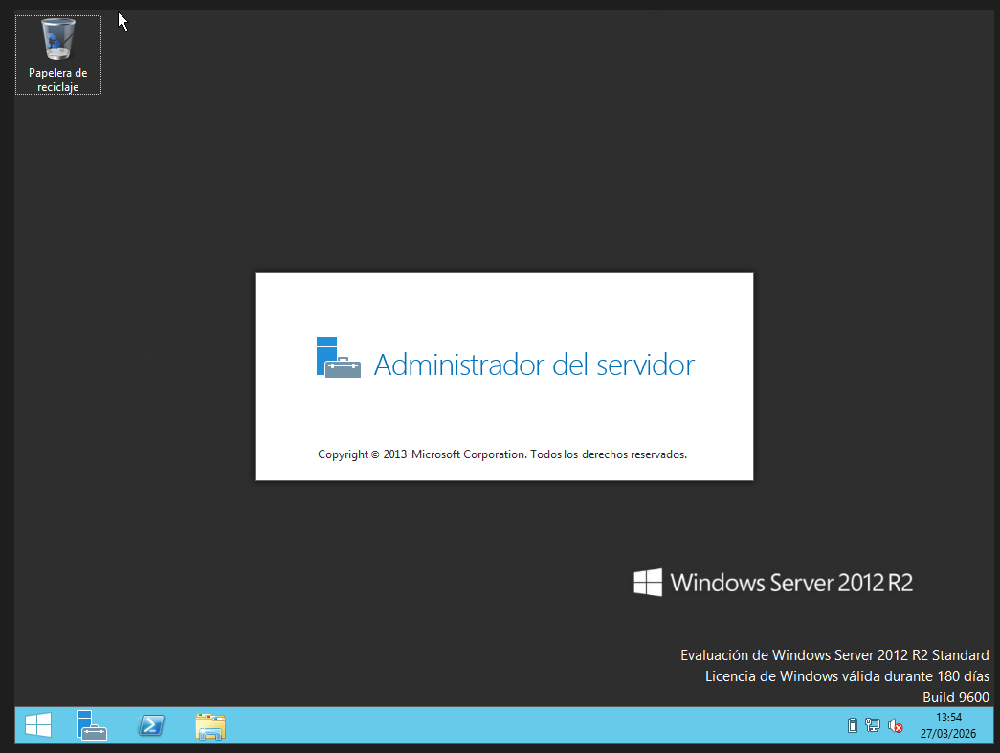 Papelera de
reciclaje
Administrador del servidor
Copyright © 2013 Microsoft Corporation. Todos los derechos reservados.
Windows Server 2012 R2
Evaluación de Windows Server 2012 R2 Standard
Licencia de Windows válida durante 180 días
Build 9600
13:54
27/03/2026